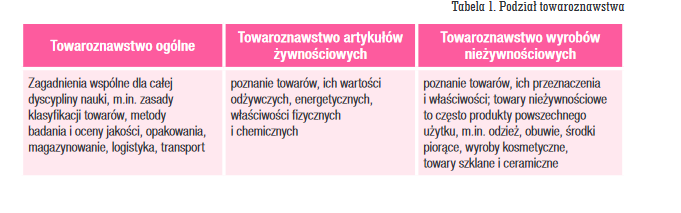 Tabela 1. Podział towaroznawstwa
Towaroznawstwo ogólne
Towaroznawstwo artykułów
żywnościowych
Towaroznawstwo wyrobów
nieżywnościowych
Zagadnienia wspólne dla całej
dyscypliny nauki, m.in. zasady
klasyfikacji towarów, metody
badania i oceny jakości, opakowania,
magazynowanie, logistyka, transport
poznanie towarów, ich wartości
odżywczych, energetycznych,
właściwości fizycznych
i chemicznych
poznanie towarów, ich przeznaczenia
i właściwości; towary nieżywnościowe
to często produkty powszechnego
użytku, m.in. odzież, obuwie, środki
piorące, wyroby kosmetyczne,
towary szklane i ceramiczne